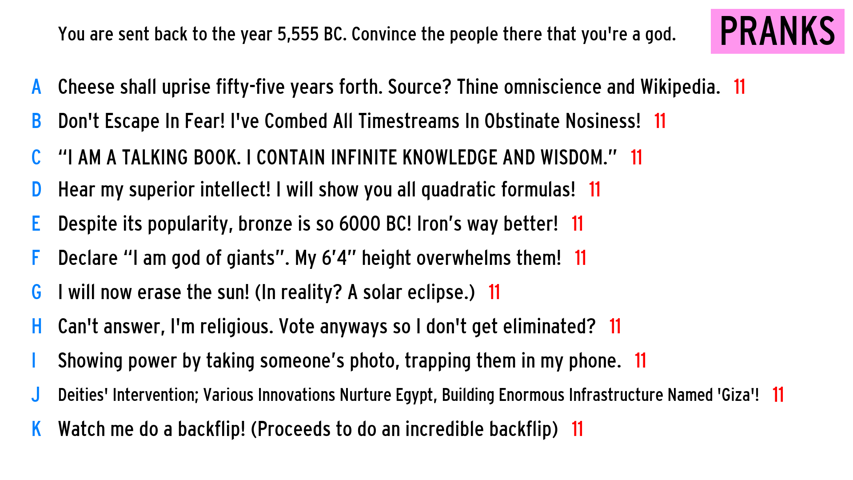 You are sent back to the year 5,555 BC. Convince the people there that you're a god.
PRANKS
A Cheese shall uprise fifty-five years forth. Source? Thine omniscience and Wikipedia. 11
B Don't Escape In Fear! I've Combed All Timestreams In Obstinate Nosiness! 11
C “I AM A TALKING BOOK. I CONTAIN INFINITE KNOWLEDGE AND WISDOM.” 11
D Hear my superior intellect! I will show you all quadratic formulas! 11
E Despite its popularity, bronze is so 6000 BC! Iron’s way better! 11
F Declare “I am god of giants”. My 6’4” height overwhelms them! 11
G I will now erase the sun! (In reality? A solar eclipse.) 11
H Can't answer, I'm religious. Vote anyways so I don't get eliminated? 11
I Showing power by taking someone’s photo, trapping them in my phone. 11
J Deities' Intervention; Various Innovations Nurture Egypt, Building Enormous Infrastructure Named 'Giza'! 11
K Watch me do a backflip! (Proceeds to do an incredible backflip) 11